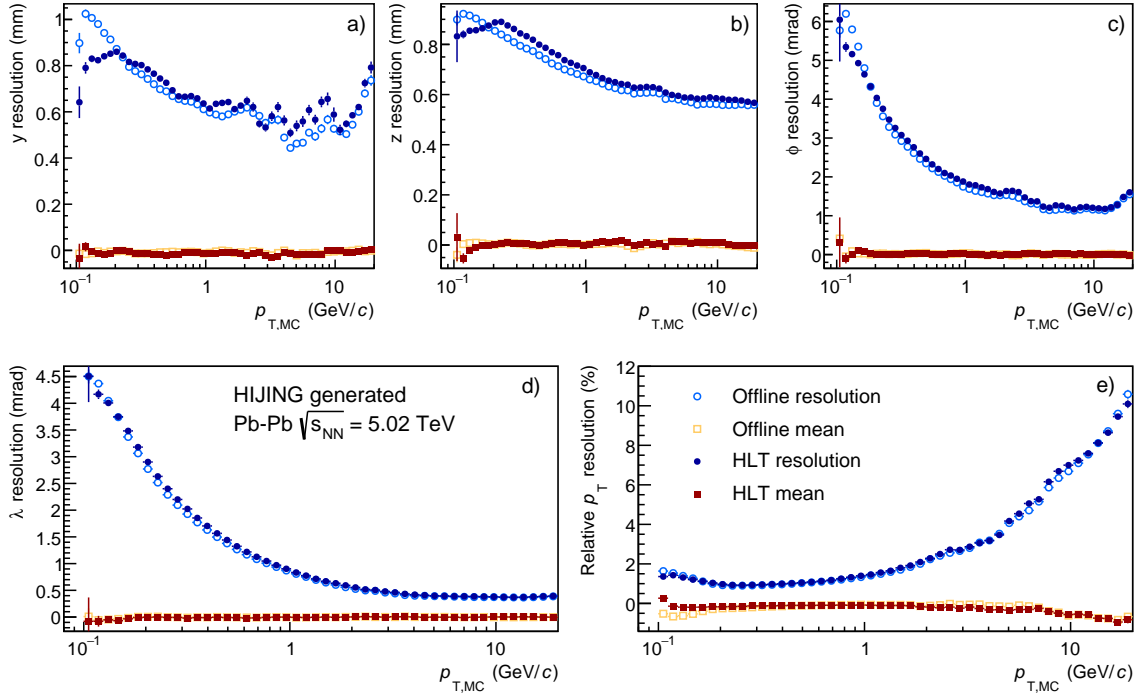 a)
y resolution (mm)
1
0.8
0.6
0.4
0.2
0
10⁻¹ 1 10
p_T,MC (GeV/c)
b)
z resolution (mm)
0.8
0.6
0.4
0.2
0
10⁻¹ 1 10
p_T,MC (GeV/c)
c)
ϕ resolution (mrad)
6
5
4
3
2
1
0
10⁻¹ 1 10
p_T,MC (GeV/c)
d)
λ resolution (mrad)
4.5
4
3.5
3
2.5
2
1.5
1
0.5
0
HIJING generated
Pb-Pb √s_NN = 5.02 TeV
10⁻¹ 1 10
p_T,MC (GeV/c)
e)
Relative p_T resolution (%)
12
10
8
6
4
2
0
Offline resolution
Offline mean
HLT resolution
HLT mean
10⁻¹ 1 10
p_T,MC (GeV/c)